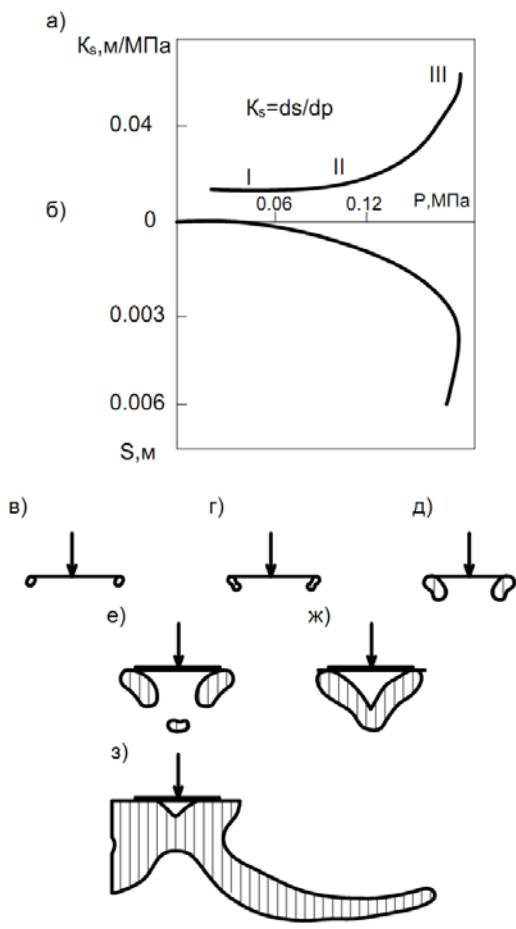 а)
Ks,м/МПа
III
Ks=ds/dp
0.04
I
II
б)
0.06
0.12
P,МПа
0
0.003
0.006
S,м
в)
г)
д)
е)
ж)
з)